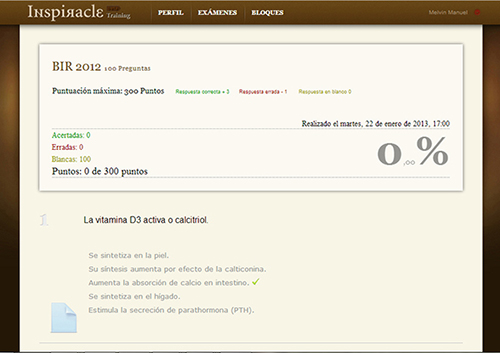 Inspiracle Training PERFIL EXÁMENES BLOQUES Melvin Manuel
BIR 2012 100 Preguntas
Puntuación máxima: 300 Puntos Respuesta correcta + 3 Respuesta errada - 1 Respuesta en blanco 0
Realizado el martes, 22 de enero de 2013, 17:00
Acertadas: 0
Erradas: 0
Blancas: 100
Puntos: 0 de 300 puntos
0,00%
1. La vitamina D3 activa o calcitriol.
Se sintetiza en la piel.
Su síntesis aumenta por efecto de la calticonina.
Aumenta la absorción de calcio en intestino.
Se sintetiza en el hígado.
Estimula la secreción de parathormona (PTH).